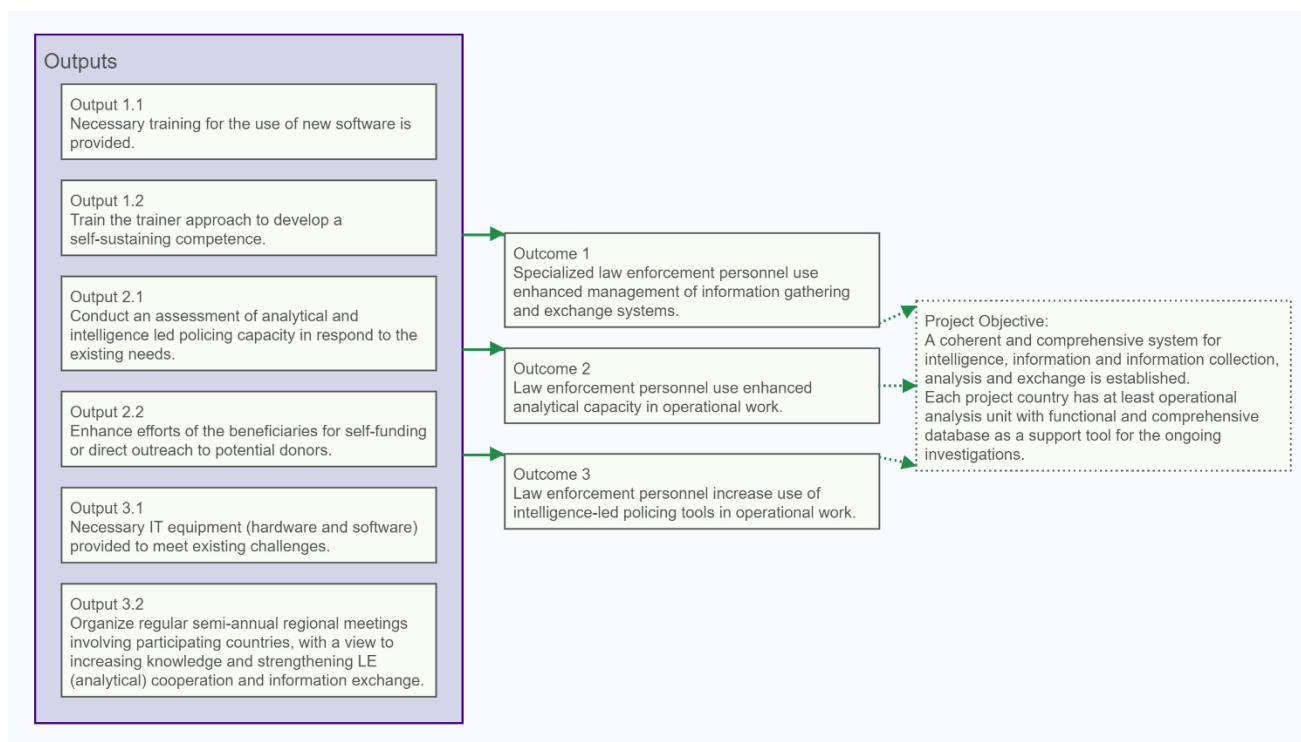 Outputs
Output 1.1
Necessary training for the use of new software is
provided.
Output 1.2
Train the trainer approach to develop a
self-sustaining competence.
Output 2.1
Conduct an assessment of analytical and
intelligence led policing capacity in respond to the
existing needs.
Output 2.2
Enhance efforts of the beneficiaries for self-funding
or direct outreach to potential donors.
Output 3.1
Necessary IT equipment (hardware and software)
provided to meet existing challenges.
Output 3.2
Organize regular semi-annual regional meetings
involving participating countries, with a view to
increasing knowledge and strengthening LE
(analytical) cooperation and information exchange.
Outcome 1
Specialized law enforcement personnel use
enhanced management of information gathering
and exchange systems.
Outcome 2
Law enforcement personnel use enhanced
analytical capacity in operational work.
Outcome 3
Law enforcement personnel increase use of
intelligence-led policing tools in operational work.
Project Objective:
A coherent and comprehensive system for
intelligence, information and information collection,
analysis and exchange is established.
Each project country has at least operational
analysis unit with functional and comprehensive
database as a support tool for the ongoing
investigations.